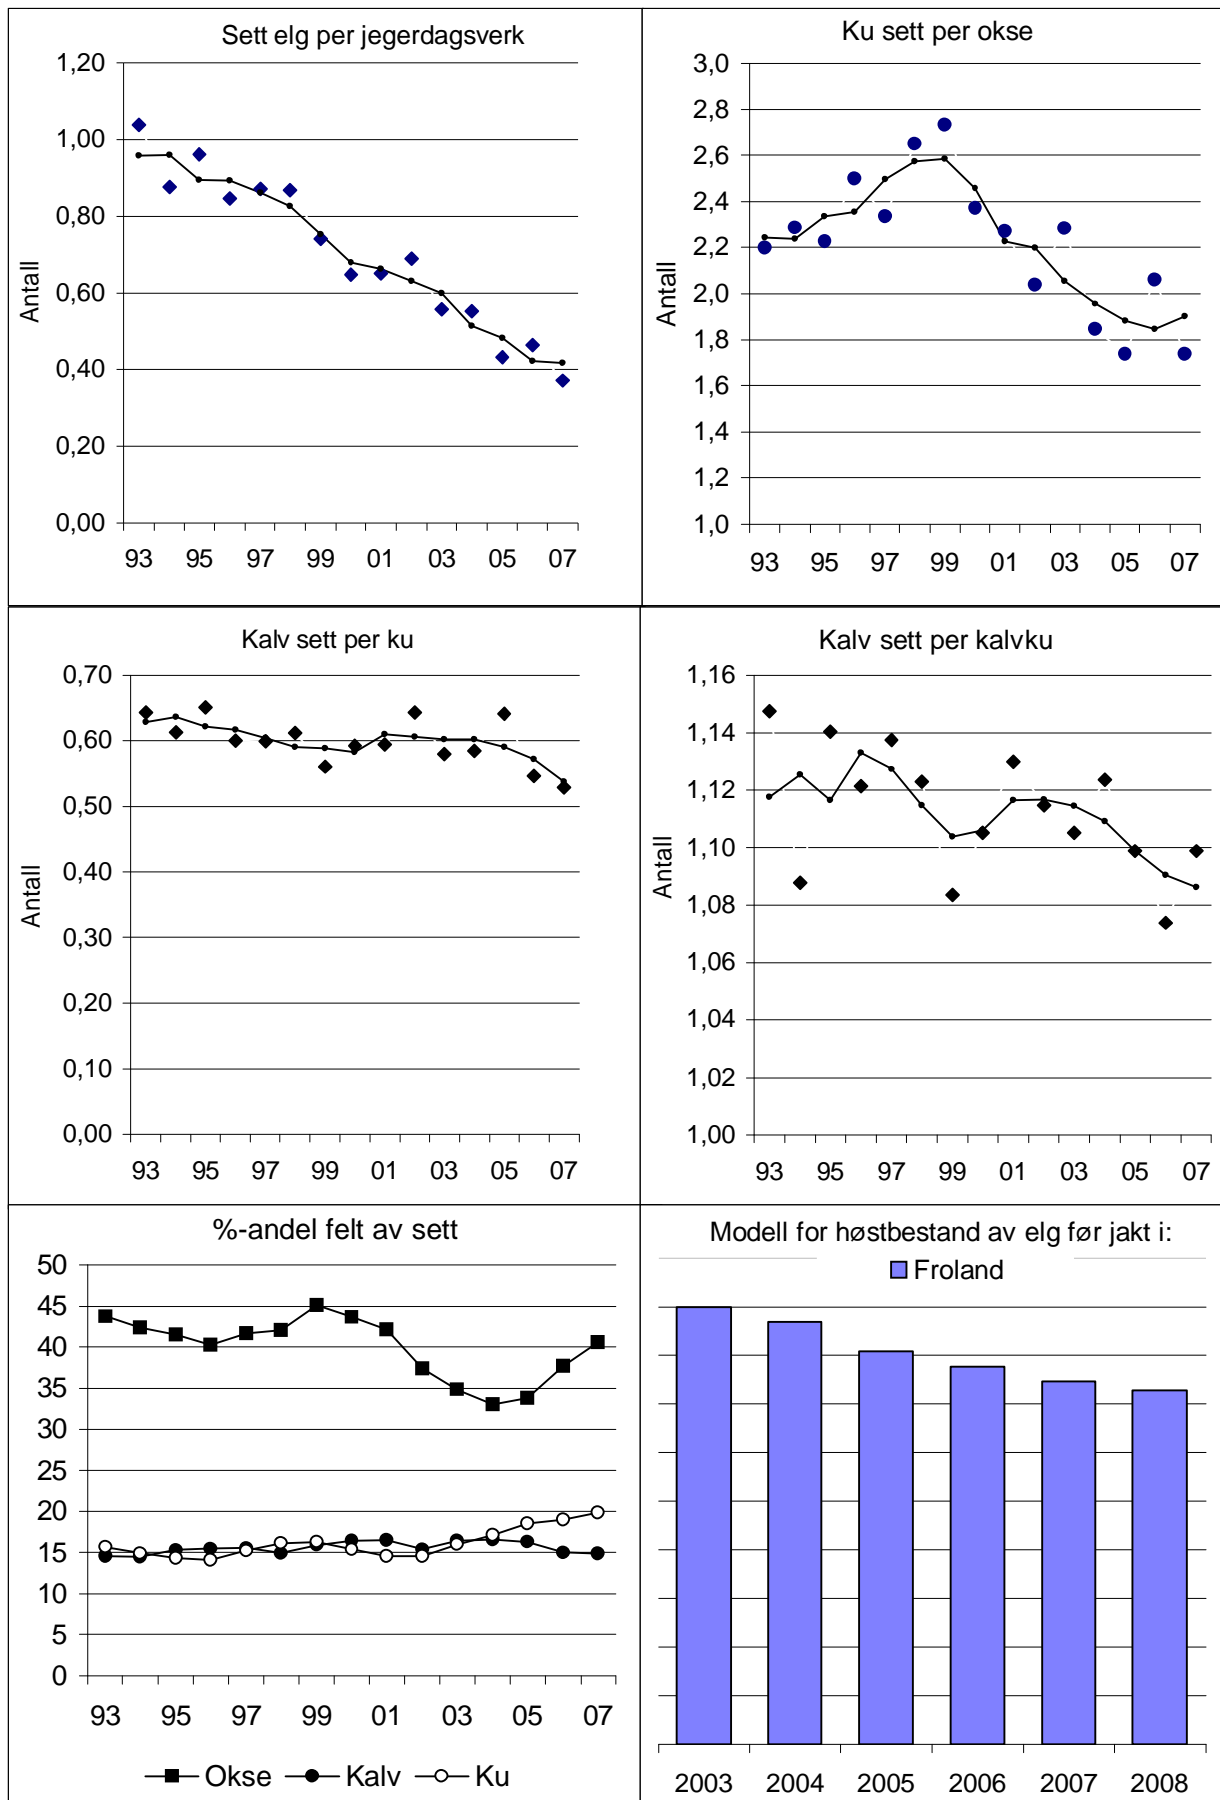 Sett elg per jegerdagsverk
1,20
1,00
0,80
0,60
0,40
0,20
0,00
Antall
93 95 97 99 01 03 05 07
Ku sett per okse
3,0
2,8
2,6
2,4
2,2
2,0
1,8
1,6
1,4
1,2
1,0
Antall
93 95 97 99 01 03 05 07
Kalv sett per ku
0,70
0,60
0,50
0,40
0,30
0,20
0,10
0,00
Antall
93 95 97 99 01 03 05 07
Kalv sett per kalvku
1,16
1,14
1,12
1,10
1,08
1,06
1,04
1,02
1,00
Antall
93 95 97 99 01 03 05 07
%-andel felt av sett
50
45
40
35
30
25
20
15
10
5
0
93 95 97 99 01 03 05 07
Okse Kalv Ku
Modell for høstbestand av elg før jakt i:
Froland
2003 2004 2005 2006 2007 2008